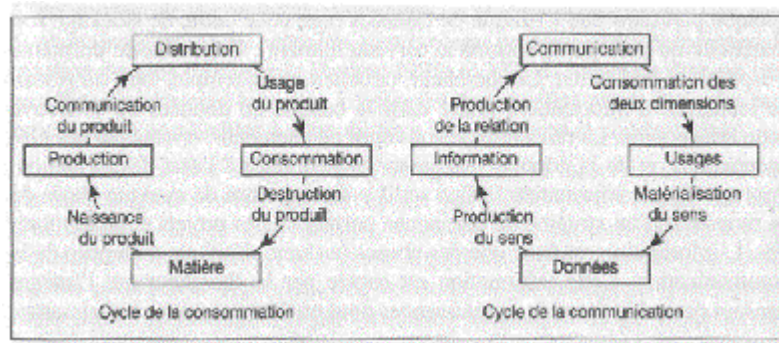 Distribution
Communication
du produit
Usage
du produit
Production
Consommation
Naissance
du produit
Destruction
du produit
Matière
Cycle de la consommation
Communication
Production
de la relation
Consommation des
deux dimensions
Information
Usages
Production
du sens
Matérialisation
du sens
Données
Cycle de la communication